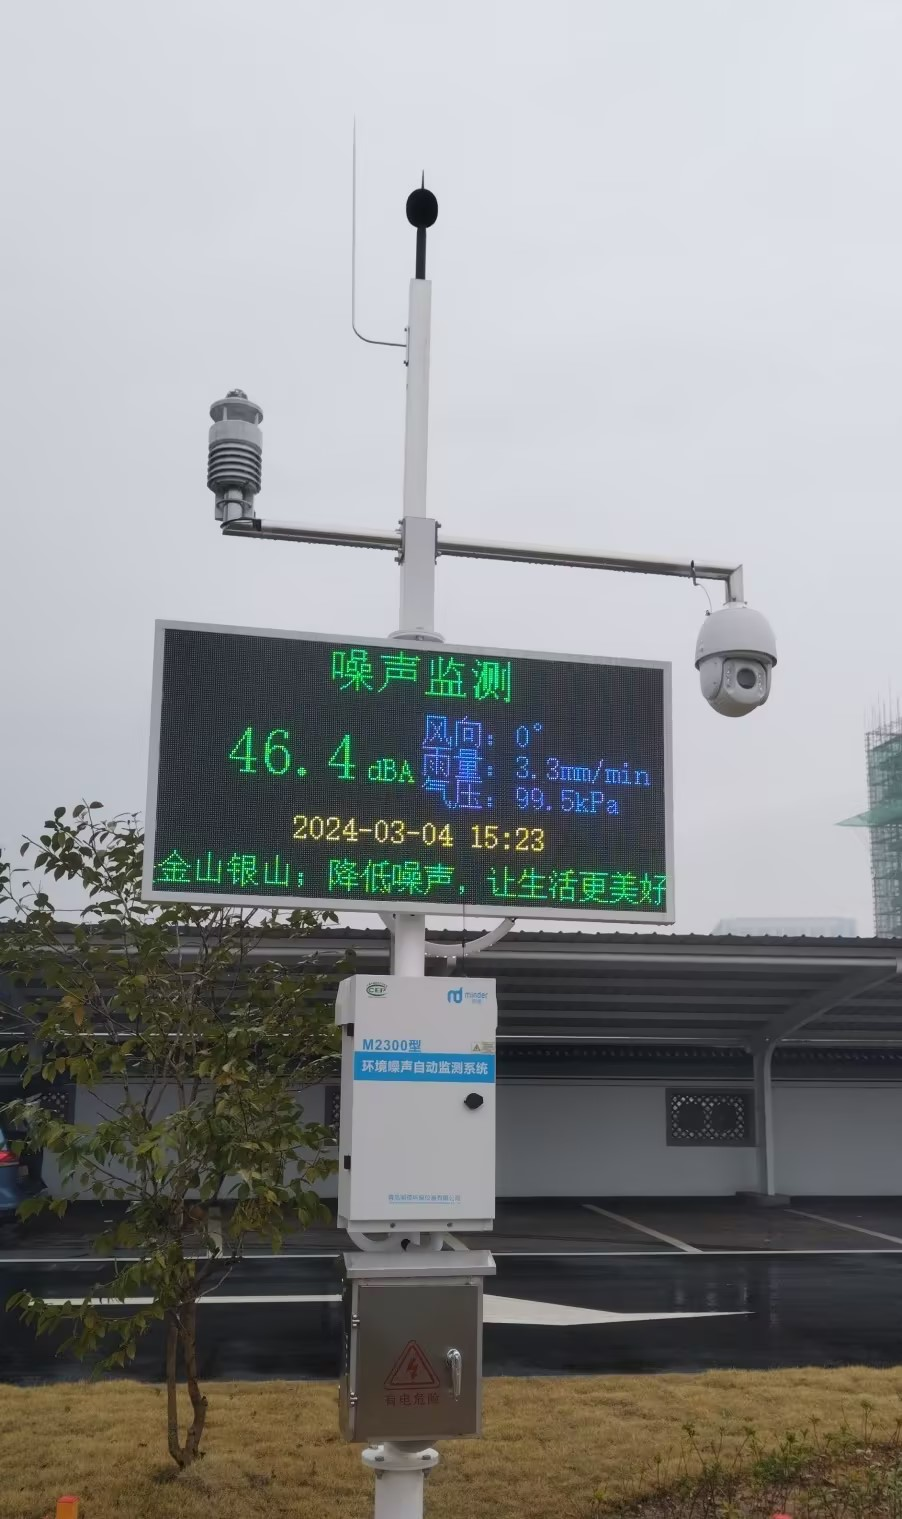 噪声监测
46.4 dBA
风向：0°
雨量：3.3mm/min
气压：99.5kPa
2024-03-04 15:23
金山银山；降低噪声，让生活更美好
CEP
minder
M2300型
环境噪声自动监测系统
有电危险